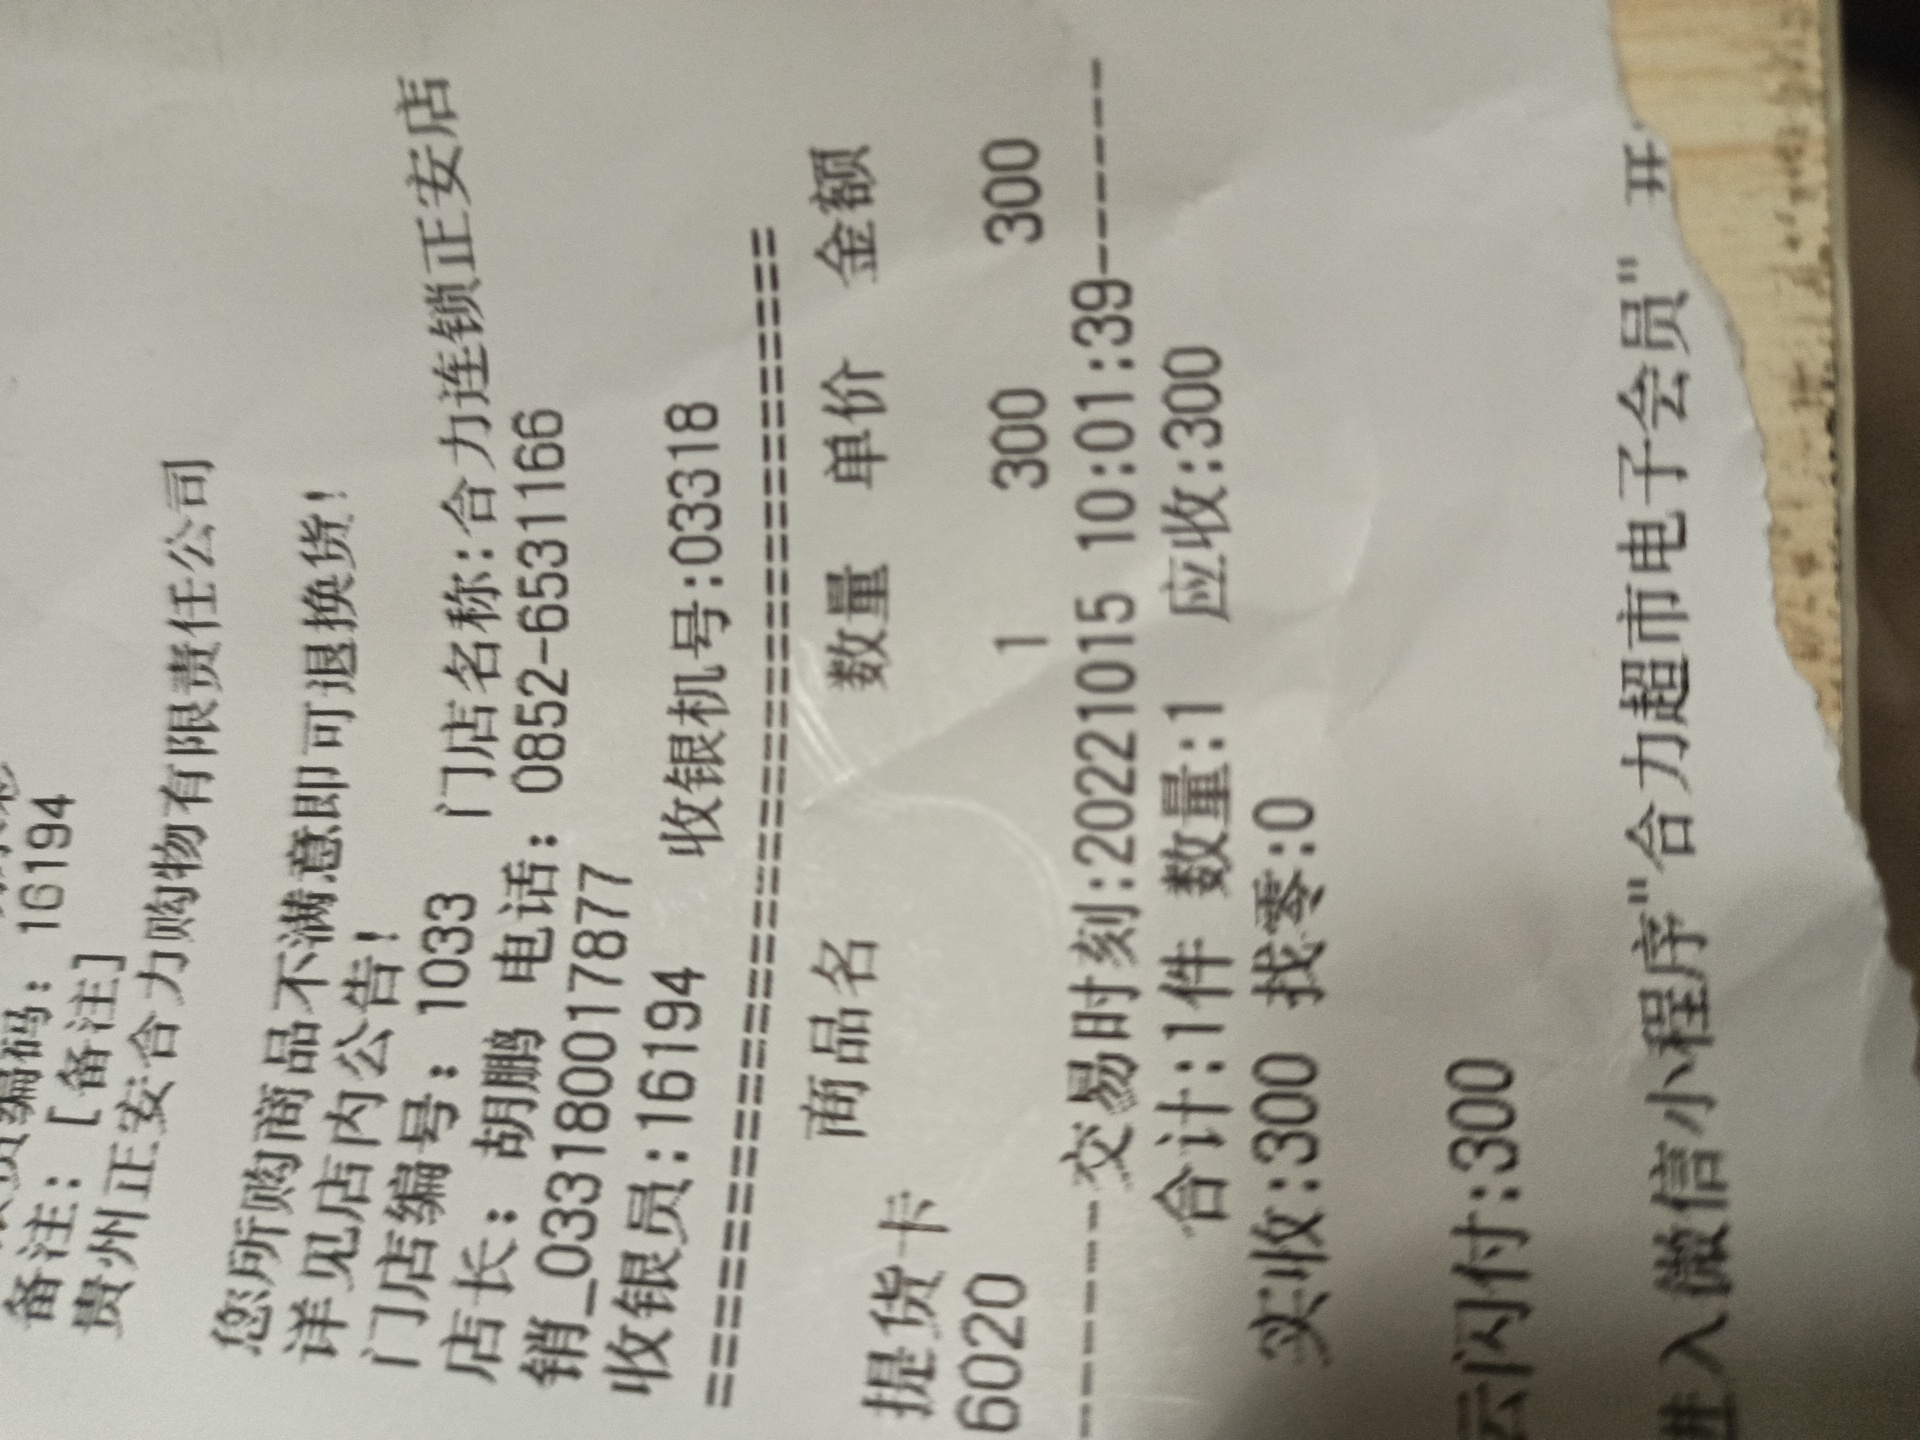 编码: 16194
备注: [备注]
贵州正安合力购物有限责任公司
您所购商品不满意即可退换货!
详见店内公告!
门店编号: 1033 门店名称:合力连锁正安店
店长: 胡鹏 电话: 0852-6531166
销_0331800017877
收银员:16194 收银机号:03318
==========================================
商品名 数量 单价 金额
提货卡
6020 1 300 300
------交易时刻:20221015 10:01:39--------
合计:1件 数量:1 应收:300
实收:300 找零:0
云闪付:300
进入微信小程序"合力超市电子会员"